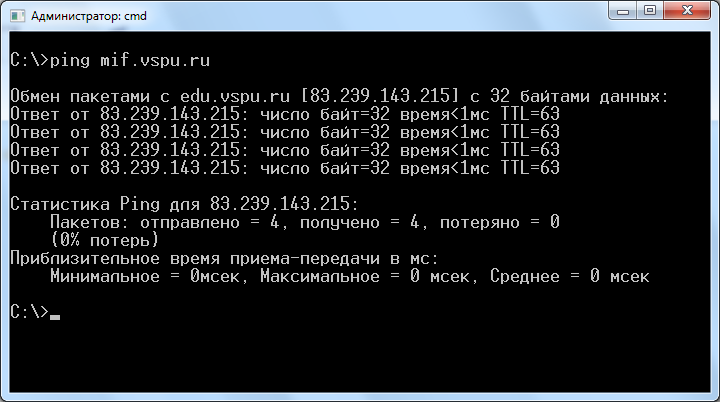 Администратор: cmd
C:\>ping mif.vspu.ru
Обмен пакетами с edu.vspu.ru [83.239.143.215] с 32 байтами данных:
Ответ от 83.239.143.215: число байт=32 время<1мс TTL=63
Ответ от 83.239.143.215: число байт=32 время<1мс TTL=63
Ответ от 83.239.143.215: число байт=32 время<1мс TTL=63
Ответ от 83.239.143.215: число байт=32 время<1мс TTL=63
Статистика Ping для 83.239.143.215:
Пакетов: отправлено = 4, получено = 4, потеряно = 0
(0% потерь)
Приблизительное время приема-передачи в мс:
Минимальное = 0мсек, Максимальное = 0 мсек, Среднее = 0 мсек
C:\>